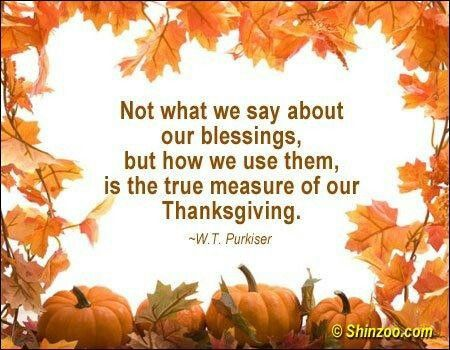 Not what we say about
our blessings,
but how we use them,
is the true measure of our
Thanksgiving.
~W.T. Purkiser
© Shinzoo.com